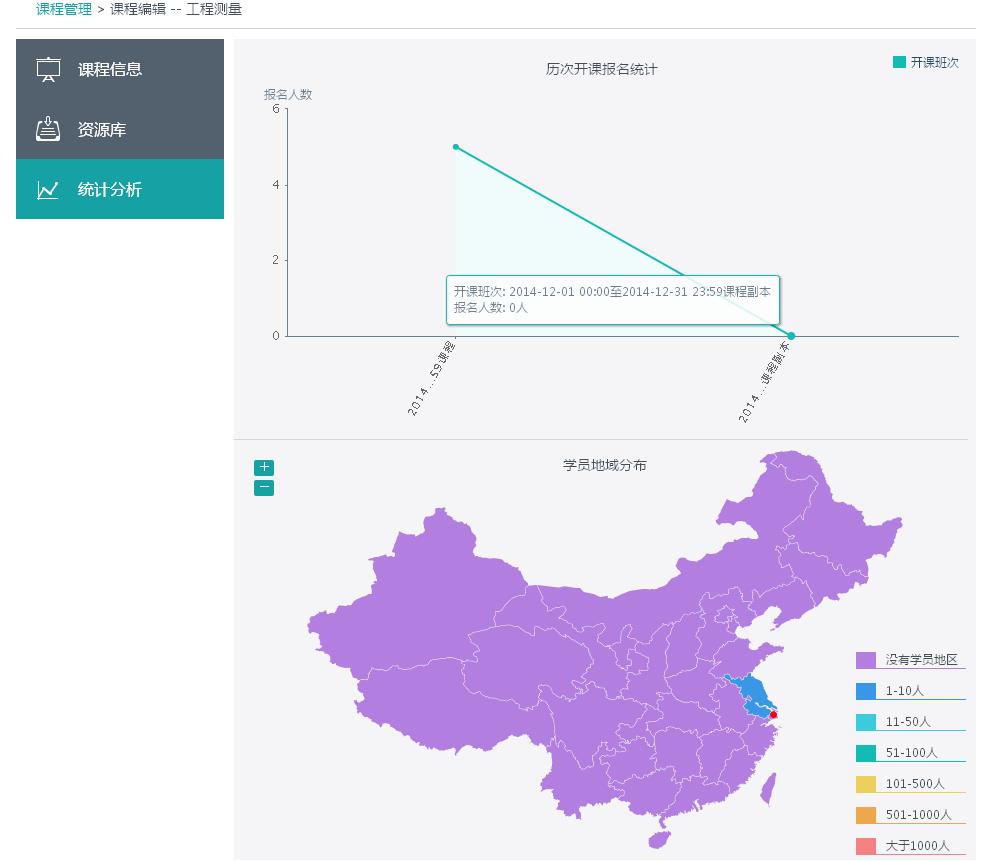 课程管理 > 课程编辑 -- 工程测量
课程信息
资源库
统计分析
历次开课报名统计
开课班次
报名人数
6
4
2
0
开课班次: 2014-12-01 00:00至2014-12-31 23:59课程副本
报名人数: 0人
2014...59课程
2014...课程副本
+
−
学员地域分布
没有学员地区
1-10人
11-50人
51-100人
101-500人
501-1000人
大于1000人